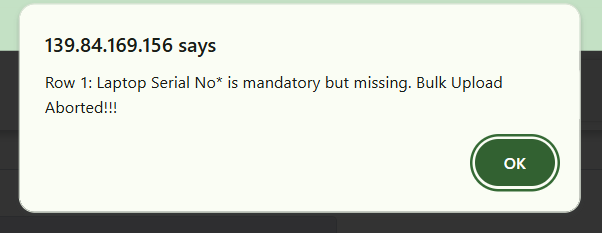 139.84.169.156 says
Row 1: Laptop Serial No* is mandatory but missing. Bulk Upload
Aborted!!!
OK